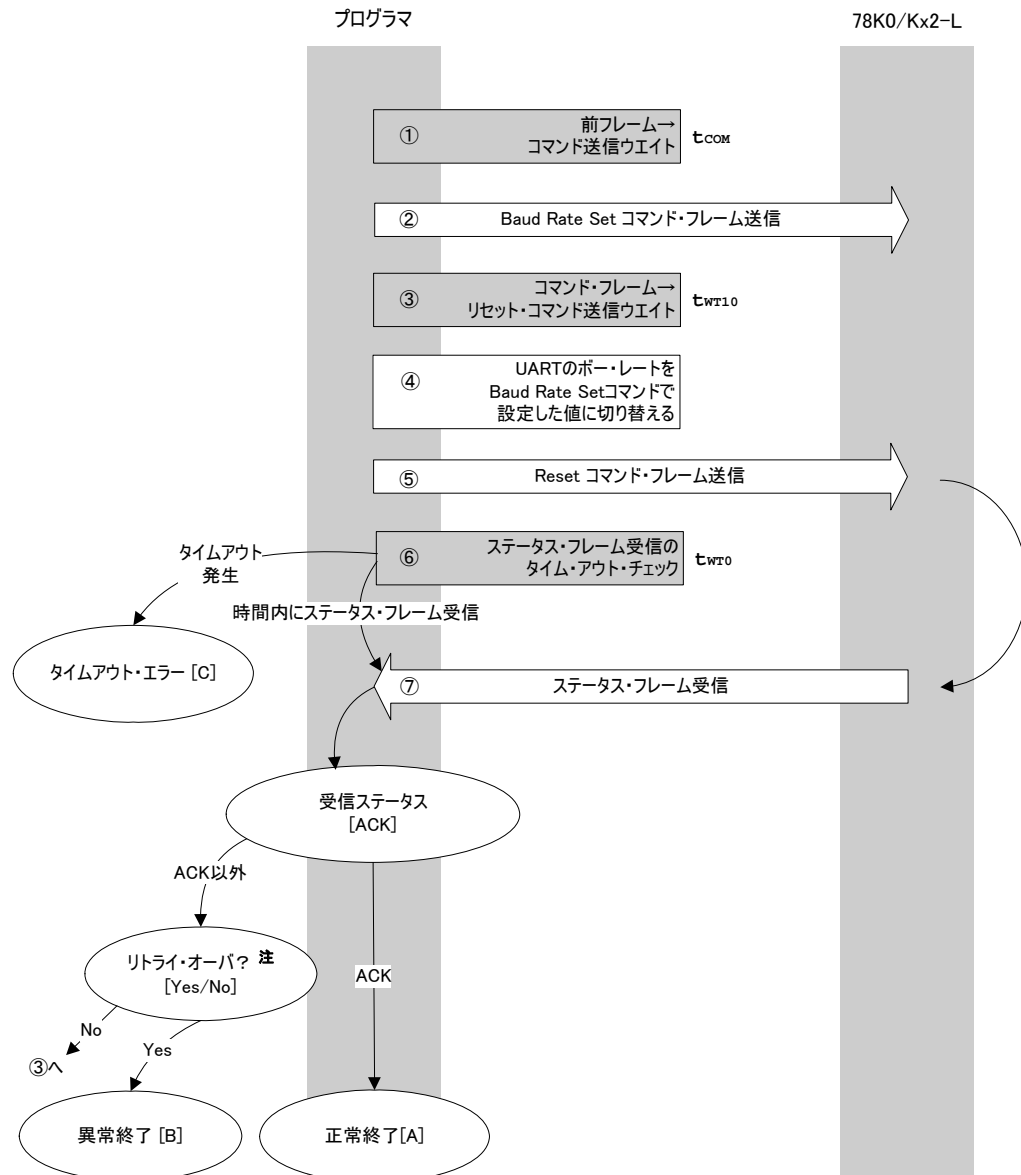 プログラマ
78K0/Kx2-L
①
前フレーム→
コマンド送信ウエイト
tCOM
② Baud Rate Set コマンド・フレーム送信
③
コマンド・フレーム→
リセット・コマンド送信ウエイト
tWT10
④
UARTのボー・レートを
Baud Rate Setコマンドで
設定した値に切り替える
⑤ Reset コマンド・フレーム送信
⑥
ステータス・フレーム受信の
タイム・アウト・チェック
tWT0
タイムアウト
発生
時間内にステータス・フレーム受信
タイムアウト・エラー [C]
⑦ ステータス・フレーム受信
受信ステータス
[ACK]
ACK以外
リトライ・オーバ？ 注
[Yes/No]
ACK
No
Yes
③へ
異常終了 [B]
正常終了[A]